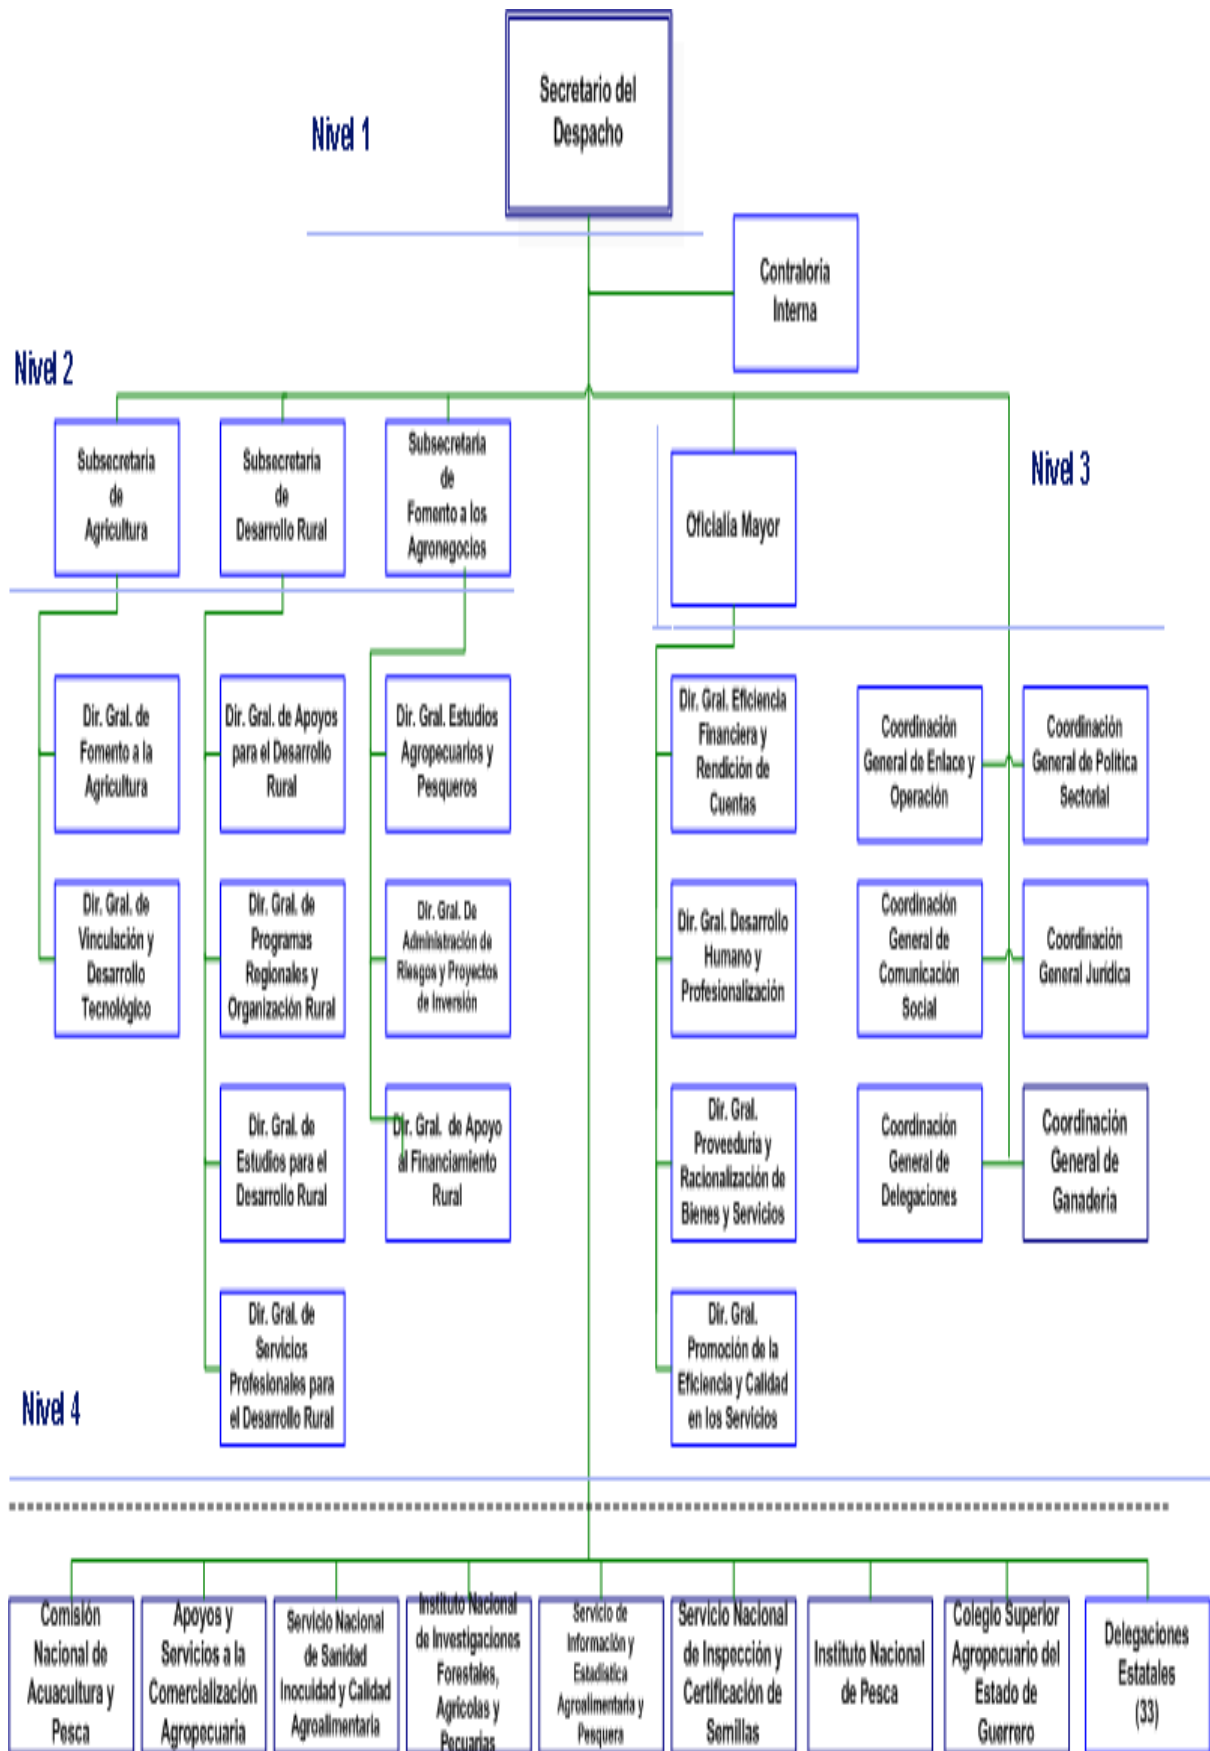 Secretario del
Despacho
Nivel 1
Contraloria
Interna
Nivel 2
Subsecretaria
de
Agricultura
Subsecretaria
de
Desarrollo Rural
Subsecretaria
de
Fomento a los
Agronegocios
Oficialía Mayor
Nivel 3
Dir. Gral. de
Fomento a la
Agricultura
Dir. Gral. de Apoyos
para el Desarrollo
Rural
Dir. Gral. Estudios
Agropecuarios y
Pesqueros
Dir. Gral. Eficiencia
Financiera y
Rendición de
Cuentas
Coordinación
General de Enlace y
Operación
Coordinación
General de Política
Sectorial
Dir. Gral. de
Vinculación y
Desarrollo
Tecnológico
Dir. Gral. de
Programas
Regionales y
Organización Rural
Dir. Gral. De
Administración de
Riesgos y Proyectos
de Inversión
Dir. Gral. Desarrollo
Humano y
Profesionalización
Coordinación
General de
Comunicación
Social
Coordinación
General Jurídica
Dir. Gral. de
Estudios para el
Desarrollo Rural
Dir. Gral. de Apoyo
al Financiamiento
Rural
Dir. Gral.
Proveeduria y
Racionalización de
Bienes y Servicios
Coordinación
General de
Delegaciones
Coordinación
General de
Ganaderia
Dir. Gral. de
Servicios
Profesionales para
el Desarrollo Rural
Dir. Gral.
Promoción de la
Eficiencia y Calidad
en los Servicios
Nivel 4
Comisión
Nacional de
Acuacultura y
Pesca
Apoyos y
Servicios a la
Comercialización
Agropecuaria
Servicio Nacional
de Sanidad
Inocuidad y Calidad
Agroalimentaria
Instituto Nacional
de Investigaciones
Forestales,
Agrícolas y
Pecuarias
Servicio de
Información y
Estadística
Agroalimentaria y
Pesquera
Servicio Nacional
de Inspección y
Certificación de
Semillas
Instituto Nacional
de Pesca
Colegio Superior
Agropecuario del
Estado de
Guerrero
Delegaciones
Estatales
(33)